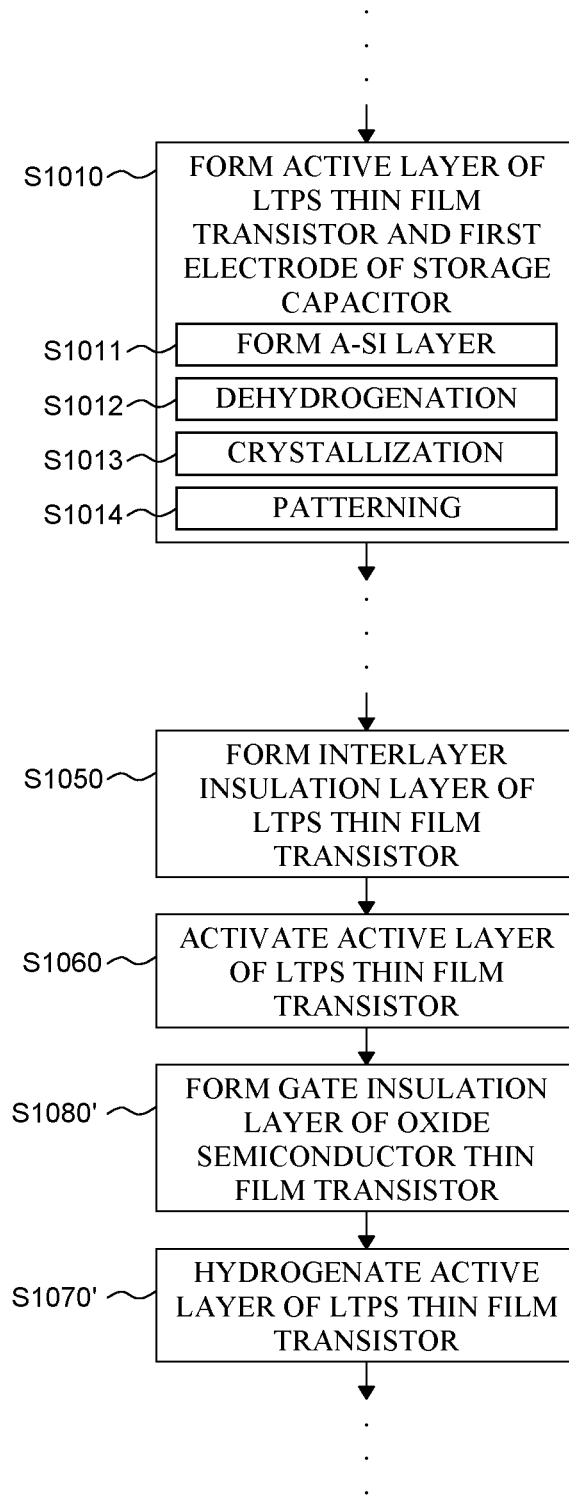 S1010
FORM ACTIVE LAYER OF
LTPS THIN FILM
TRANSISTOR AND FIRST
ELECTRODE OF STORAGE
CAPACITOR
S1011
FORM A-SI LAYER
S1012
DEHYDROGENATION
S1013
CRYSTALLIZATION
S1014
PATTERNING
S1050
FORM INTERLAYER
INSULATION LAYER OF
LTPS THIN FILM
TRANSISTOR
S1060
ACTIVATE ACTIVE LAYER
OF LTPS THIN FILM
TRANSISTOR
S1080'
FORM GATE INSULATION
LAYER OF OXIDE
SEMICONDUCTOR THIN
FILM TRANSISTOR
S1070'
HYDROGENATE ACTIVE
LAYER OF LTPS THIN FILM
TRANSISTOR